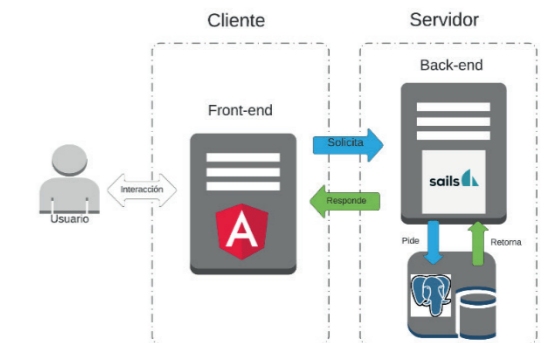 Cliente
Servidor
Back-end
Front-end
Solicita
sails
Interacción
Responde
Usuario
Pide
Retorna